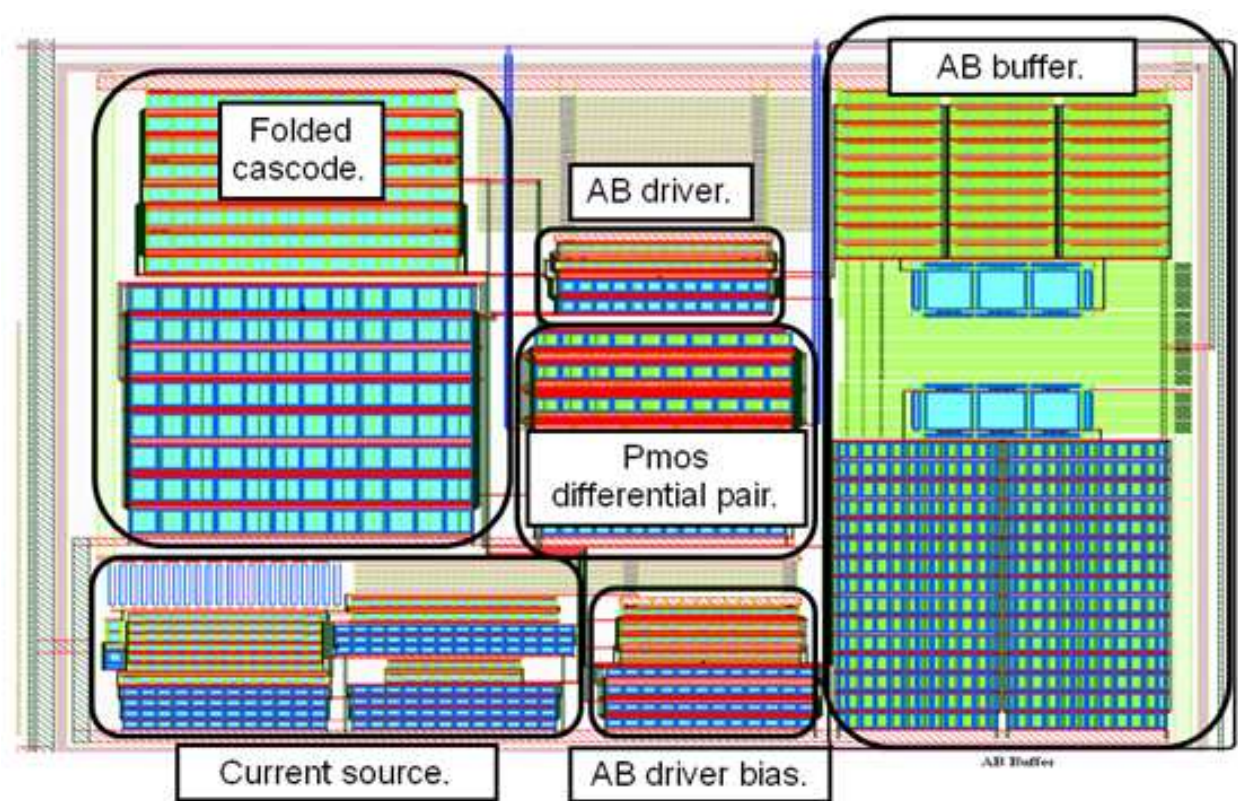 AB buffer.
Folded
cascode.
AB driver.
Pmos
differential pair.
Current source.
AB driver bias.
AB Buffer